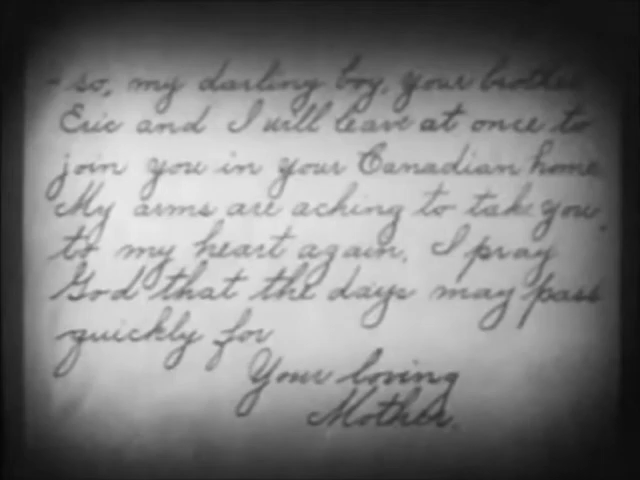 - so, my darling boy, your brother
Eric and I will leave at once to
join you in your Canadian home
My arms are aching to take you
to my heart again. I pray
God that the days may pass
quickly for
Your loving
Mother.